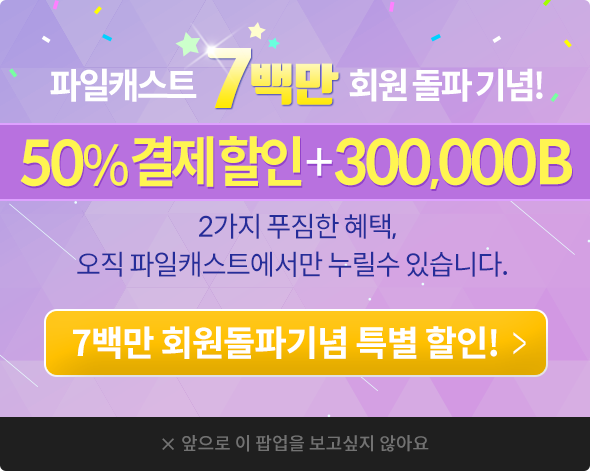 파일캐스트 7백만 회원 돌파 기념!
50% 결제 할인+300,000B
2가지 푸짐한 혜택,
오직 파일캐스트에서만 누릴수 있습니다.
7백만 회원돌파기념 특별 할인! >
× 앞으로 이 팝업을 보고싶지 않아요